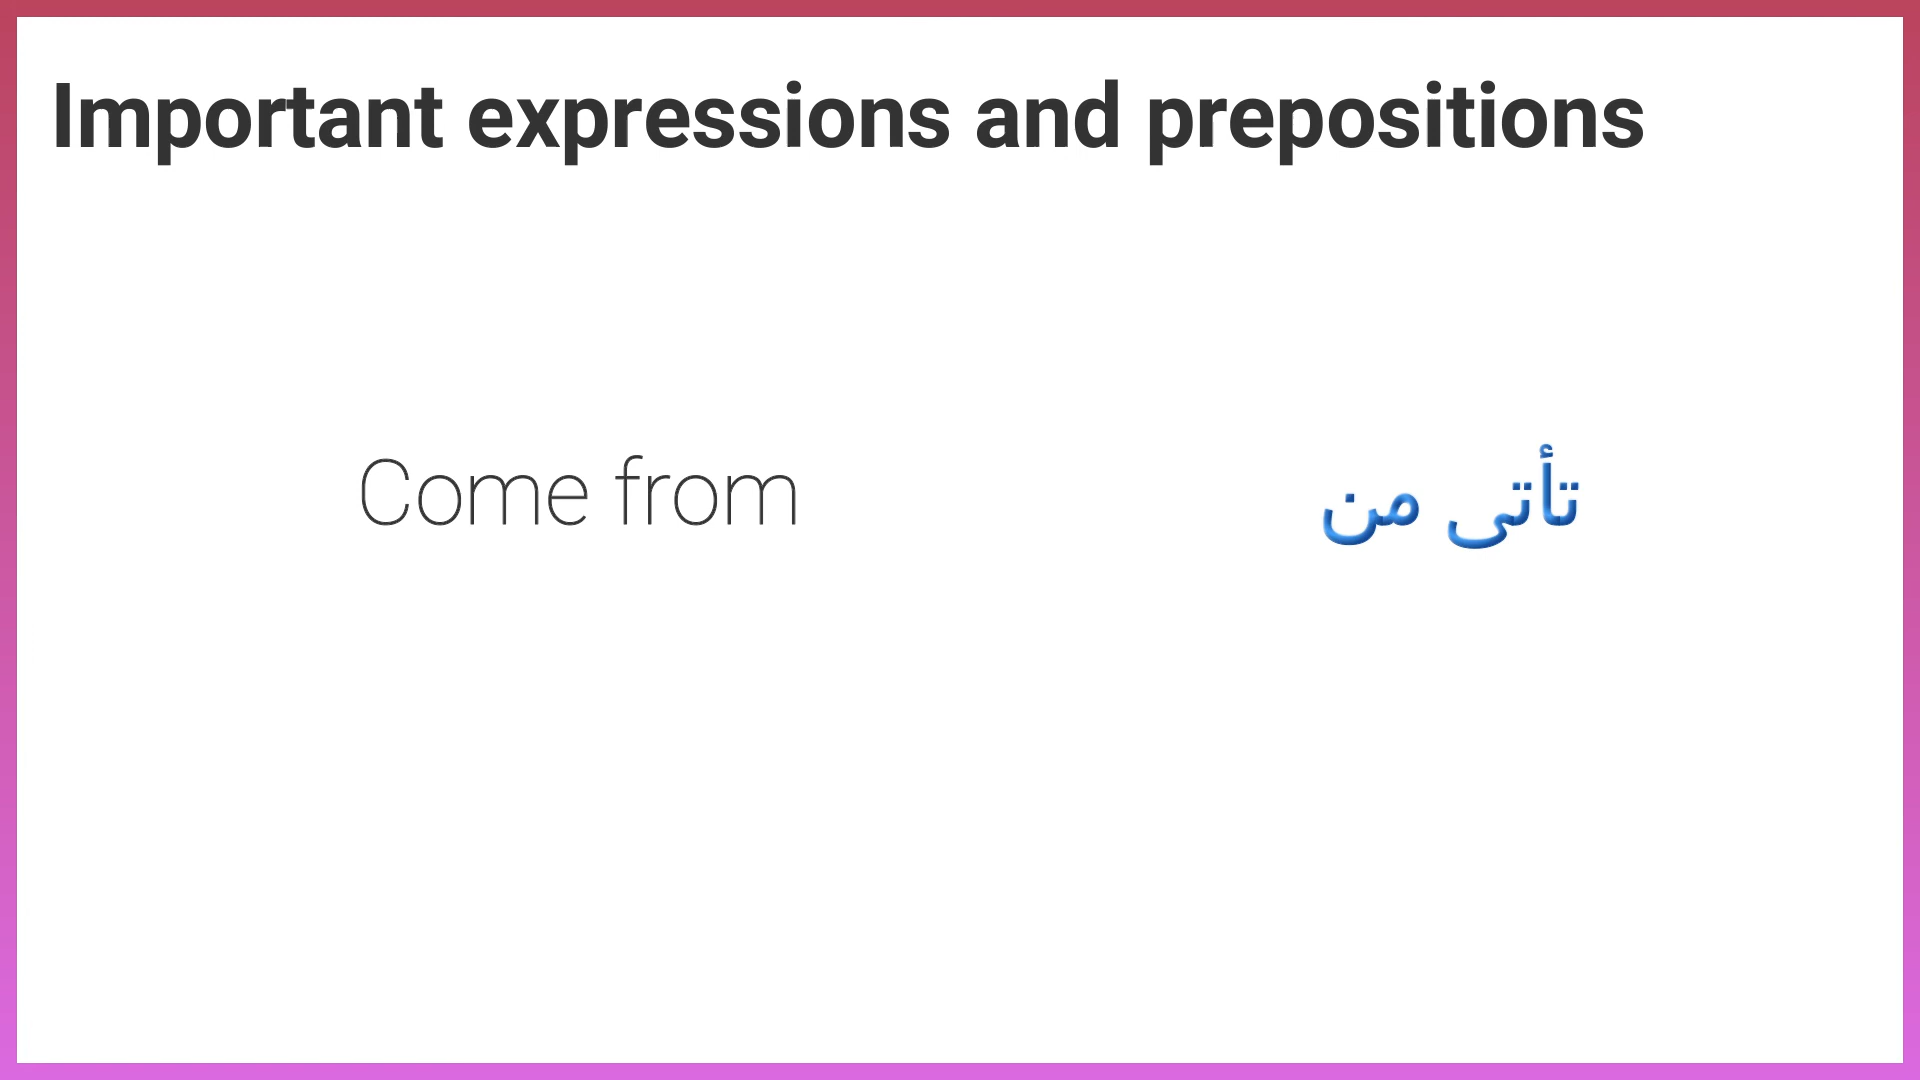 Important expressions and prepositions
Come from
تأتى من